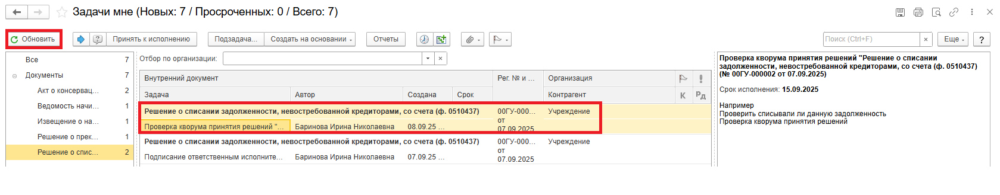 Задачи мне (Новых: 7 / Просроченных: 0 / Всего: 7)
Обновить
Принять к исполнению
Подзадача...
Создать на основании
Отчеты
Поиск (Ctrl+F)
×
Еще
?
Все 7
Документы 7
Акт о консервац... 2
Ведомость начи... 1
Извещение о на... 1
Решение о прек... 1
Решение о спис... 2
Отбор по организации:
Внутренний документ Рег. № и ... Организация
Задача Автор Создана Срок Контрагент К Рд
Решение о списании задолженности, невостребованной кредиторами, со счета (ф. 0510437) 00ГУ-000... Учреждение
от
Проверка кворума принятия решений "... Баринова Ирина Николаевна 08.09.25 ... 07.09.2025
Решение о списании задолженности, невостребованной кредиторами, со счета (ф. 0510437) 00ГУ-000... Учреждение
от
Подписание ответственным исполните... Баринова Ирина Николаевна 07.09.25 ... 07.09.2025
Проверка кворума принятия решений "Решение о списании
задолженности, невостребованной кредиторами, со счета (ф. 0510437)
(№ 00ГУ-000002 от 07.09.2025)
Срок исполнения: 15.09.2025
Например
Проверить списывали ли данную задолженность
Проверка кворума принятия решений